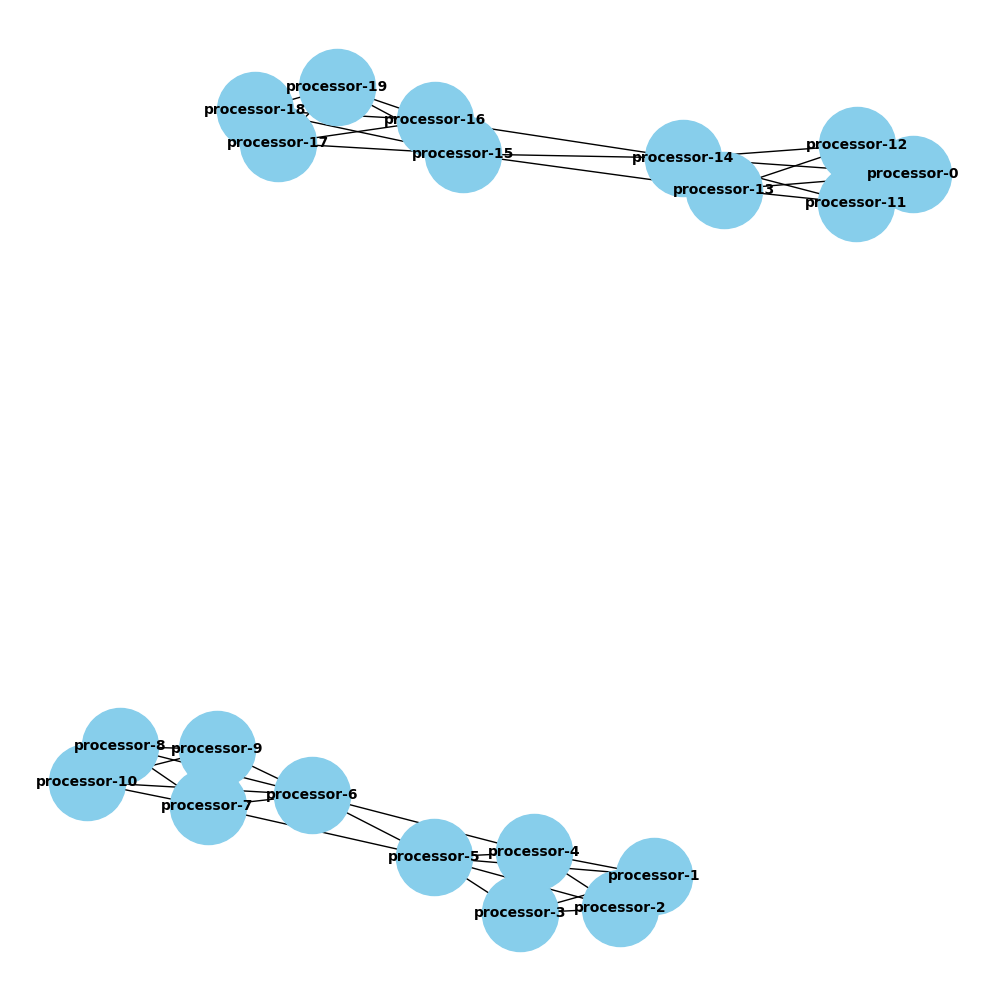 processor-19
processor-18
processor-16
processor-17
processor-12
processor-15
processor-14
processor-0
processor-13
processor-11
processor-8
processor-9
processor-10
processor-6
processor-7
processor-4
processor-5
processor-1
processor-2
processor-3